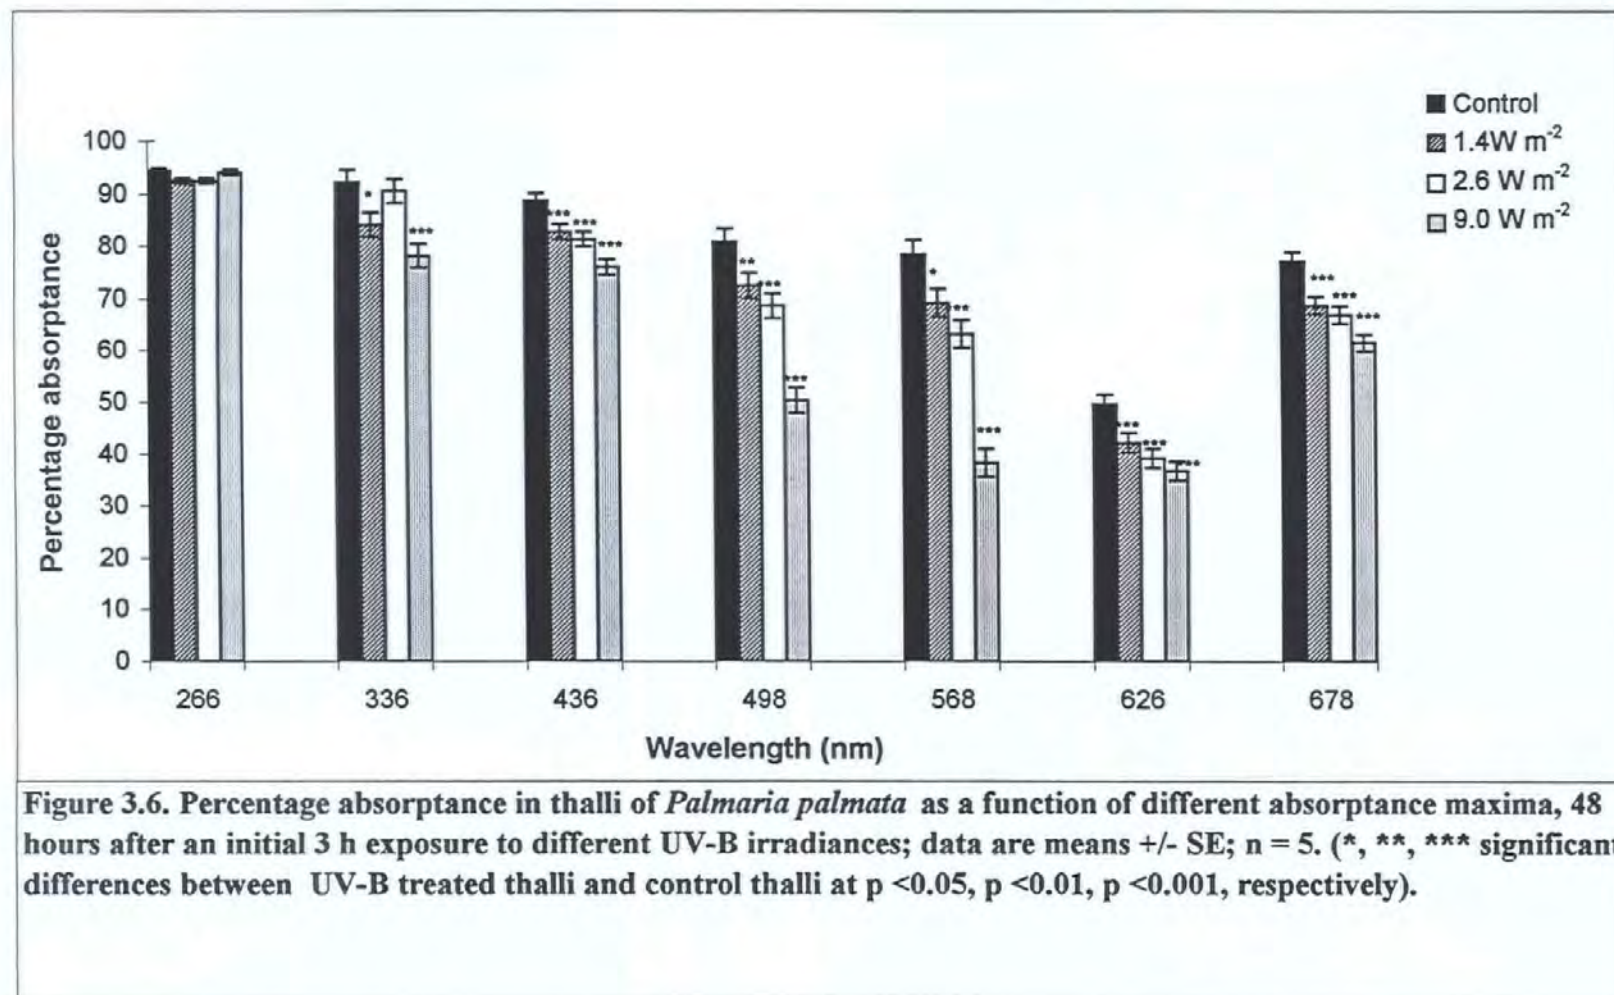 Control
1.4W m-2
2.6 W m-2
9.0 W m-2
Percentage absorptance
100
90
80
70
60
50
40
30
20
10
0
*
***
*** *** ***
** *** ***
* ** ***
*** *** **
*** *** ***
266 336 436 498 568 626 678
Wavelength (nm)
Figure 3.6. Percentage absorptance in thalli of Palmaria palmata as a function of different absorptance maxima, 48
hours after an initial 3 h exposure to different UV-B irradiances; data are means +/- SE; n = 5. (*, **, *** significant
differences between UV-B treated thalli and control thalli at p <0.05, p <0.01, p <0.001, respectively).